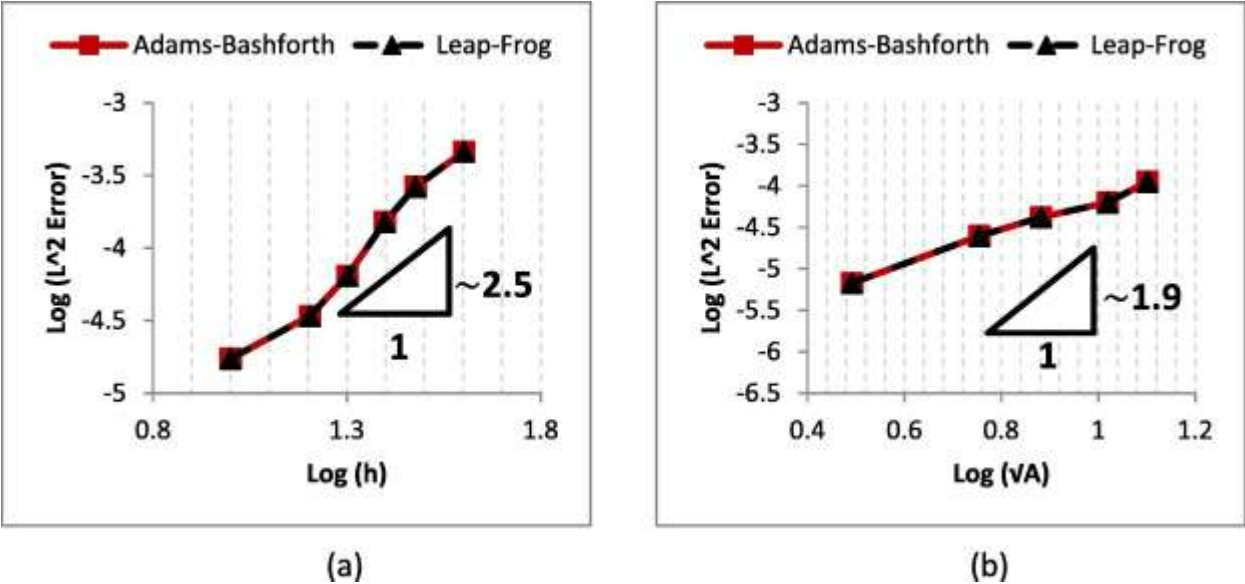 Adams-Bashforth Leap-Frog
-3
-3.5
-4
-4.5
-5
0.8 1.3 1.8
Log (L^2 Error)
Log (h)
~2.5
1
(a)
Adams-Bashforth Leap-Frog
-3
-3.5
-4
-4.5
-5
-5.5
-6
-6.5
0.4 0.6 0.8 1 1.2
Log (L^2 Error)
Log (√A)
~1.9
1
(b)